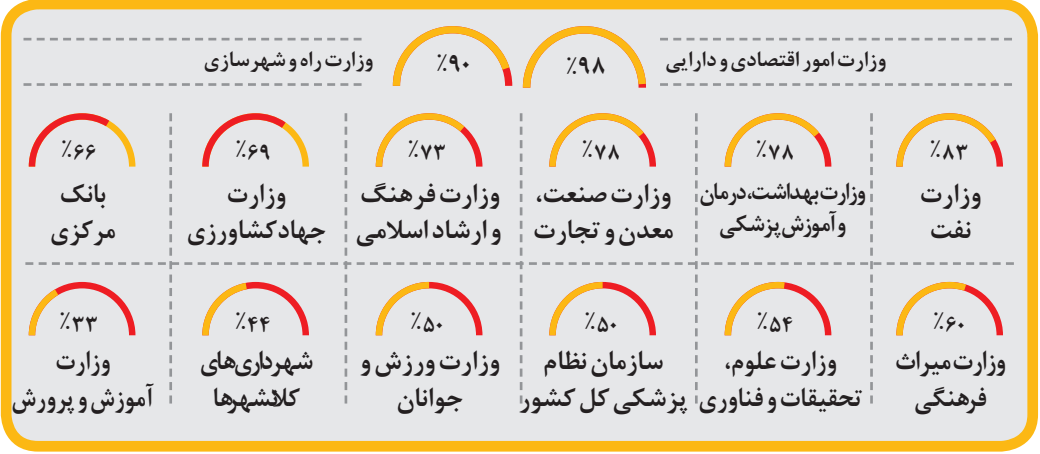 وزارت امور اقتصادی و دارایی
٪۹۸
٪۹۰
وزارت راه و شهرسازی
٪۸۳
وزارت
نفت
٪۷۸
وزارت بهداشت، درمان
و آموزش پزشکی
٪۷۸
وزارت صنعت،
معدن و تجارت
٪۷۳
وزارت فرهنگ
و ارشاد اسلامی
٪۶۹
وزارت
جهاد کشاورزی
٪۶۶
بانک
مرکزی
٪۶۰
وزارت میراث
فرهنگی
٪۵۴
وزارت علوم،
تحقیقات و فناوری
٪۵۰
سازمان نظام
پزشکی کل کشور
٪۵۰
وزارت ورزش و
جوانان
٪۴۴
شهرداری‌های
کلانشهرها
٪۳۳
وزارت
آموزش و پرورش